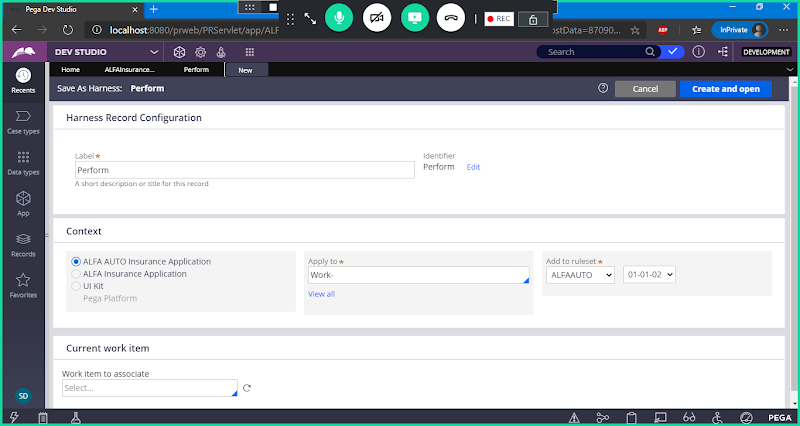 Pega Dev Studio
REC
localhost:8080/prweb/PRServlet/app/ALF
ostData=87090...
ABP
InPrivate
DEV STUDIO
Search
DEVELOPMENT
Home
ALFAInsurance...
Perform
New
Recents
Save As Harness: Perform
Cancel
Create and open
Harness Record Configuration
Case types
Label
Identifier
Perform
Perform
Edit
A short description or title for this record
Data types
App
Context
Records
ALFA AUTO Insurance Application
ALFA Insurance Application
UI Kit
Pega Platform
Apply to
Work-
View all
Add to ruleset
ALFAAUTO
01-01-02
Favorites
Current work item
Work item to associate
Select...
SD
PEGA